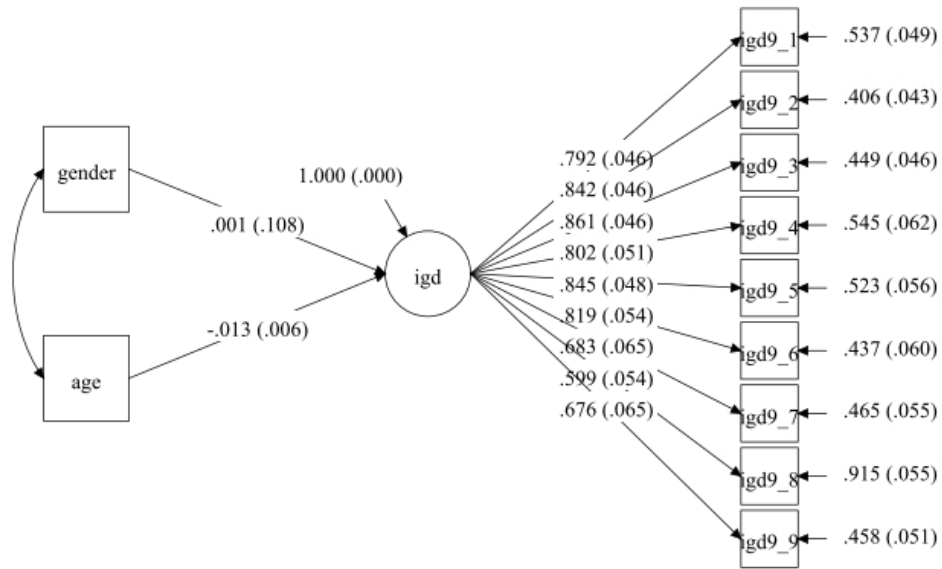 igd9_1
.537 (.049)
igd9_2
.406 (.043)
igd9_3
.449 (.046)
igd9_4
.545 (.062)
igd9_5
.523 (.056)
igd9_6
.437 (.060)
igd9_7
.465 (.055)
igd9_8
.915 (.055)
igd9_9
.458 (.051)
gender
age
1.000 (.000)
.001 (.108)
-.013 (.006)
igd
.792 (.046)
.842 (.046)
.861 (.046)
.802 (.051)
.845 (.048)
.819 (.054)
.683 (.065)
.599 (.054)
.676 (.065)